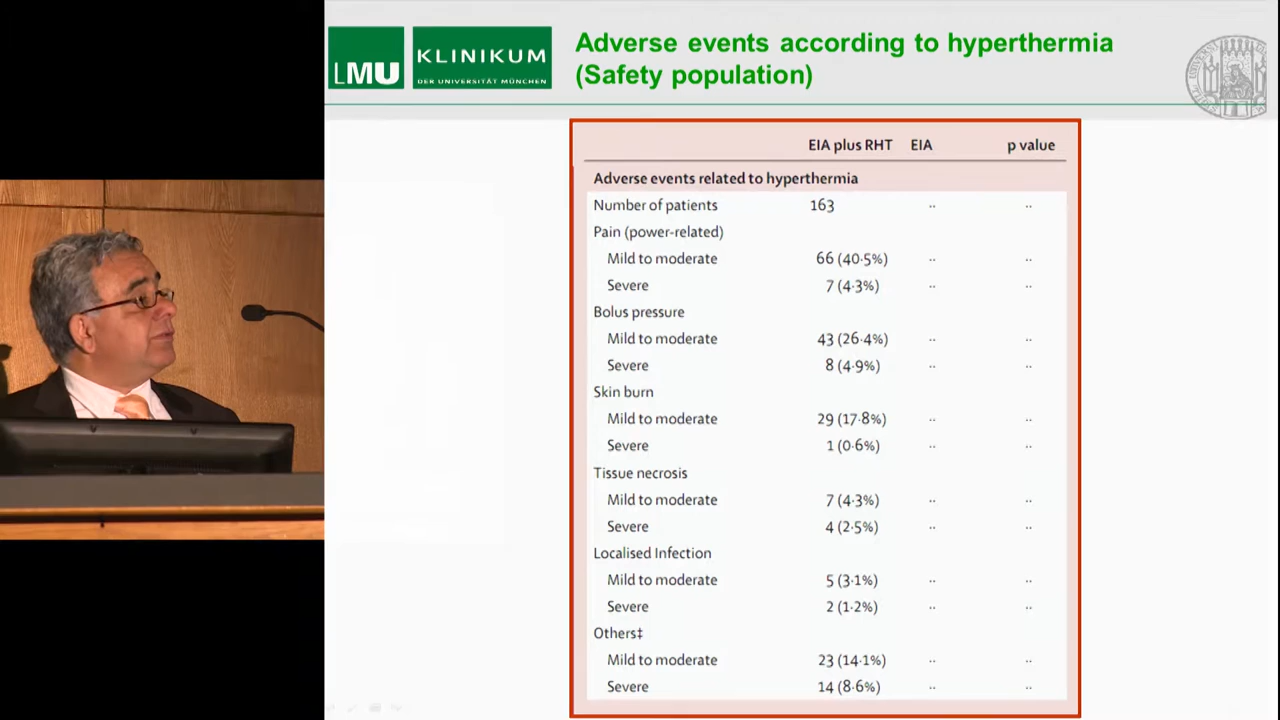 LMU
KLINIKUM
DER UNIVERSITÄT MÜNCHEN
Adverse events according to hyperthermia
(Safety population)
EIA plus RHT EIA p value
Adverse events related to hyperthermia
Number of patients 163 ·· ··
Pain (power-related)
Mild to moderate 66 (40·5%) ·· ··
Severe 7 (4·3%) ·· ··
Bolus pressure
Mild to moderate 43 (26·4%) ·· ··
Severe 8 (4·9%) ·· ··
Skin burn
Mild to moderate 29 (17·8%) ·· ··
Severe 1 (0·6%) ·· ··
Tissue necrosis
Mild to moderate 7 (4·3%) ·· ··
Severe 4 (2·5%) ·· ··
Localised Infection
Mild to moderate 5 (3·1%) ·· ··
Severe 2 (1·2%) ·· ··
Others‡
Mild to moderate 23 (14·1%) ·· ··
Severe 14 (8·6%) ·· ··